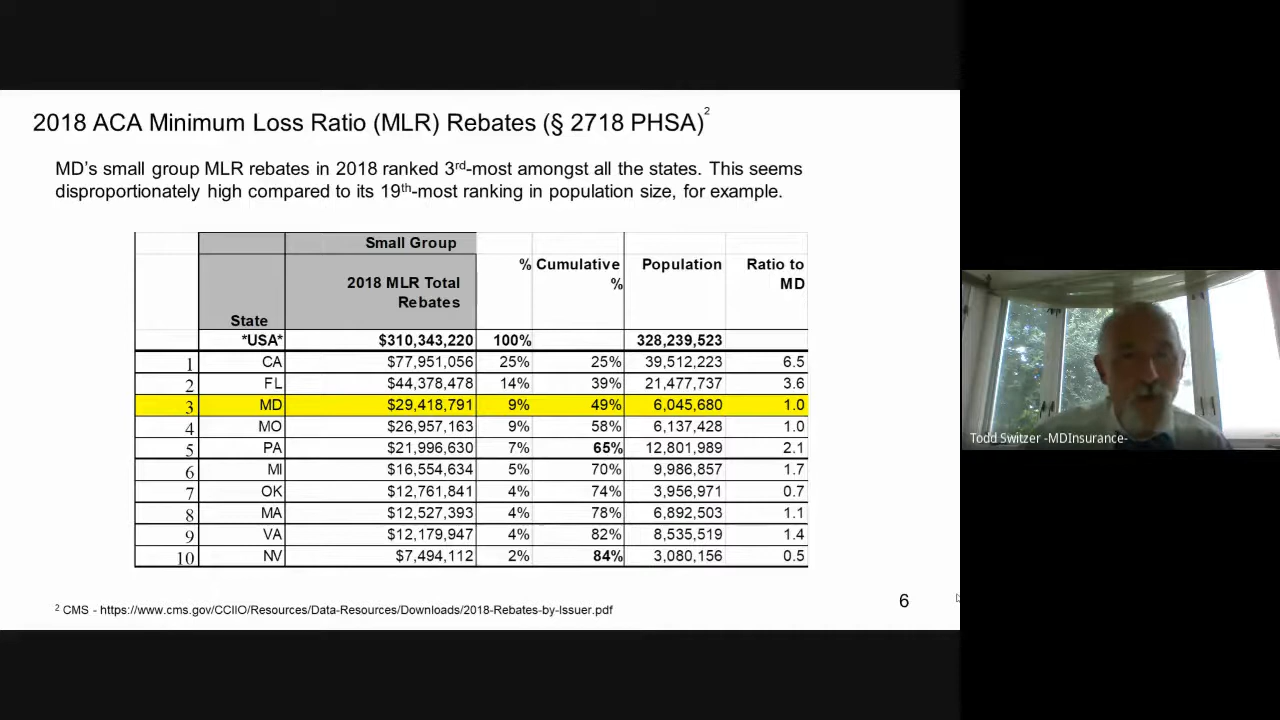 2018 ACA Minimum Loss Ratio (MLR) Rebates (§ 2718 PHSA)2
MD’s small group MLR rebates in 2018 ranked 3rd-most amongst all the states. This seems
disproportionately high compared to its 19th-most ranking in population size, for example.
Small Group
State 2018 MLR Total Rebates % Cumulative % Population Ratio to MD
*USA* $310,343,220 100% 328,239,523
1 CA $77,951,056 25% 25% 39,512,223 6.5
2 FL $44,378,478 14% 39% 21,477,737 3.6
3 MD $29,418,791 9% 49% 6,045,680 1.0
4 MO $26,957,163 9% 58% 6,137,428 1.0
5 PA $21,996,630 7% 65% 12,801,989 2.1
6 MI $16,554,634 5% 70% 9,986,857 1.7
7 OK $12,761,841 4% 74% 3,956,971 0.7
8 MA $12,527,393 4% 78% 6,892,503 1.1
9 VA $12,179,947 4% 82% 8,535,519 1.4
10 NV $7,494,112 2% 84% 3,080,156 0.5
2 CMS - https://www.cms.gov/CCIIO/Resources/Data-Resources/Downloads/2018-Rebates-by-Issuer.pdf
6
Todd Switzer -MDInsurance-